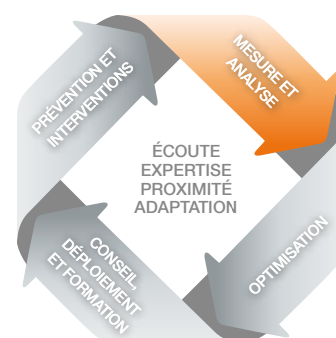 PRÉVENTION ET
INTERVENTIONS
MESURE ET
ANALYSE
ÉCOUTE
EXPERTISE
PROXIMITÉ
ADAPTATION
OPTIMISATION
CONSEIL,
DÉPLOIEMENT
ET FORMATION